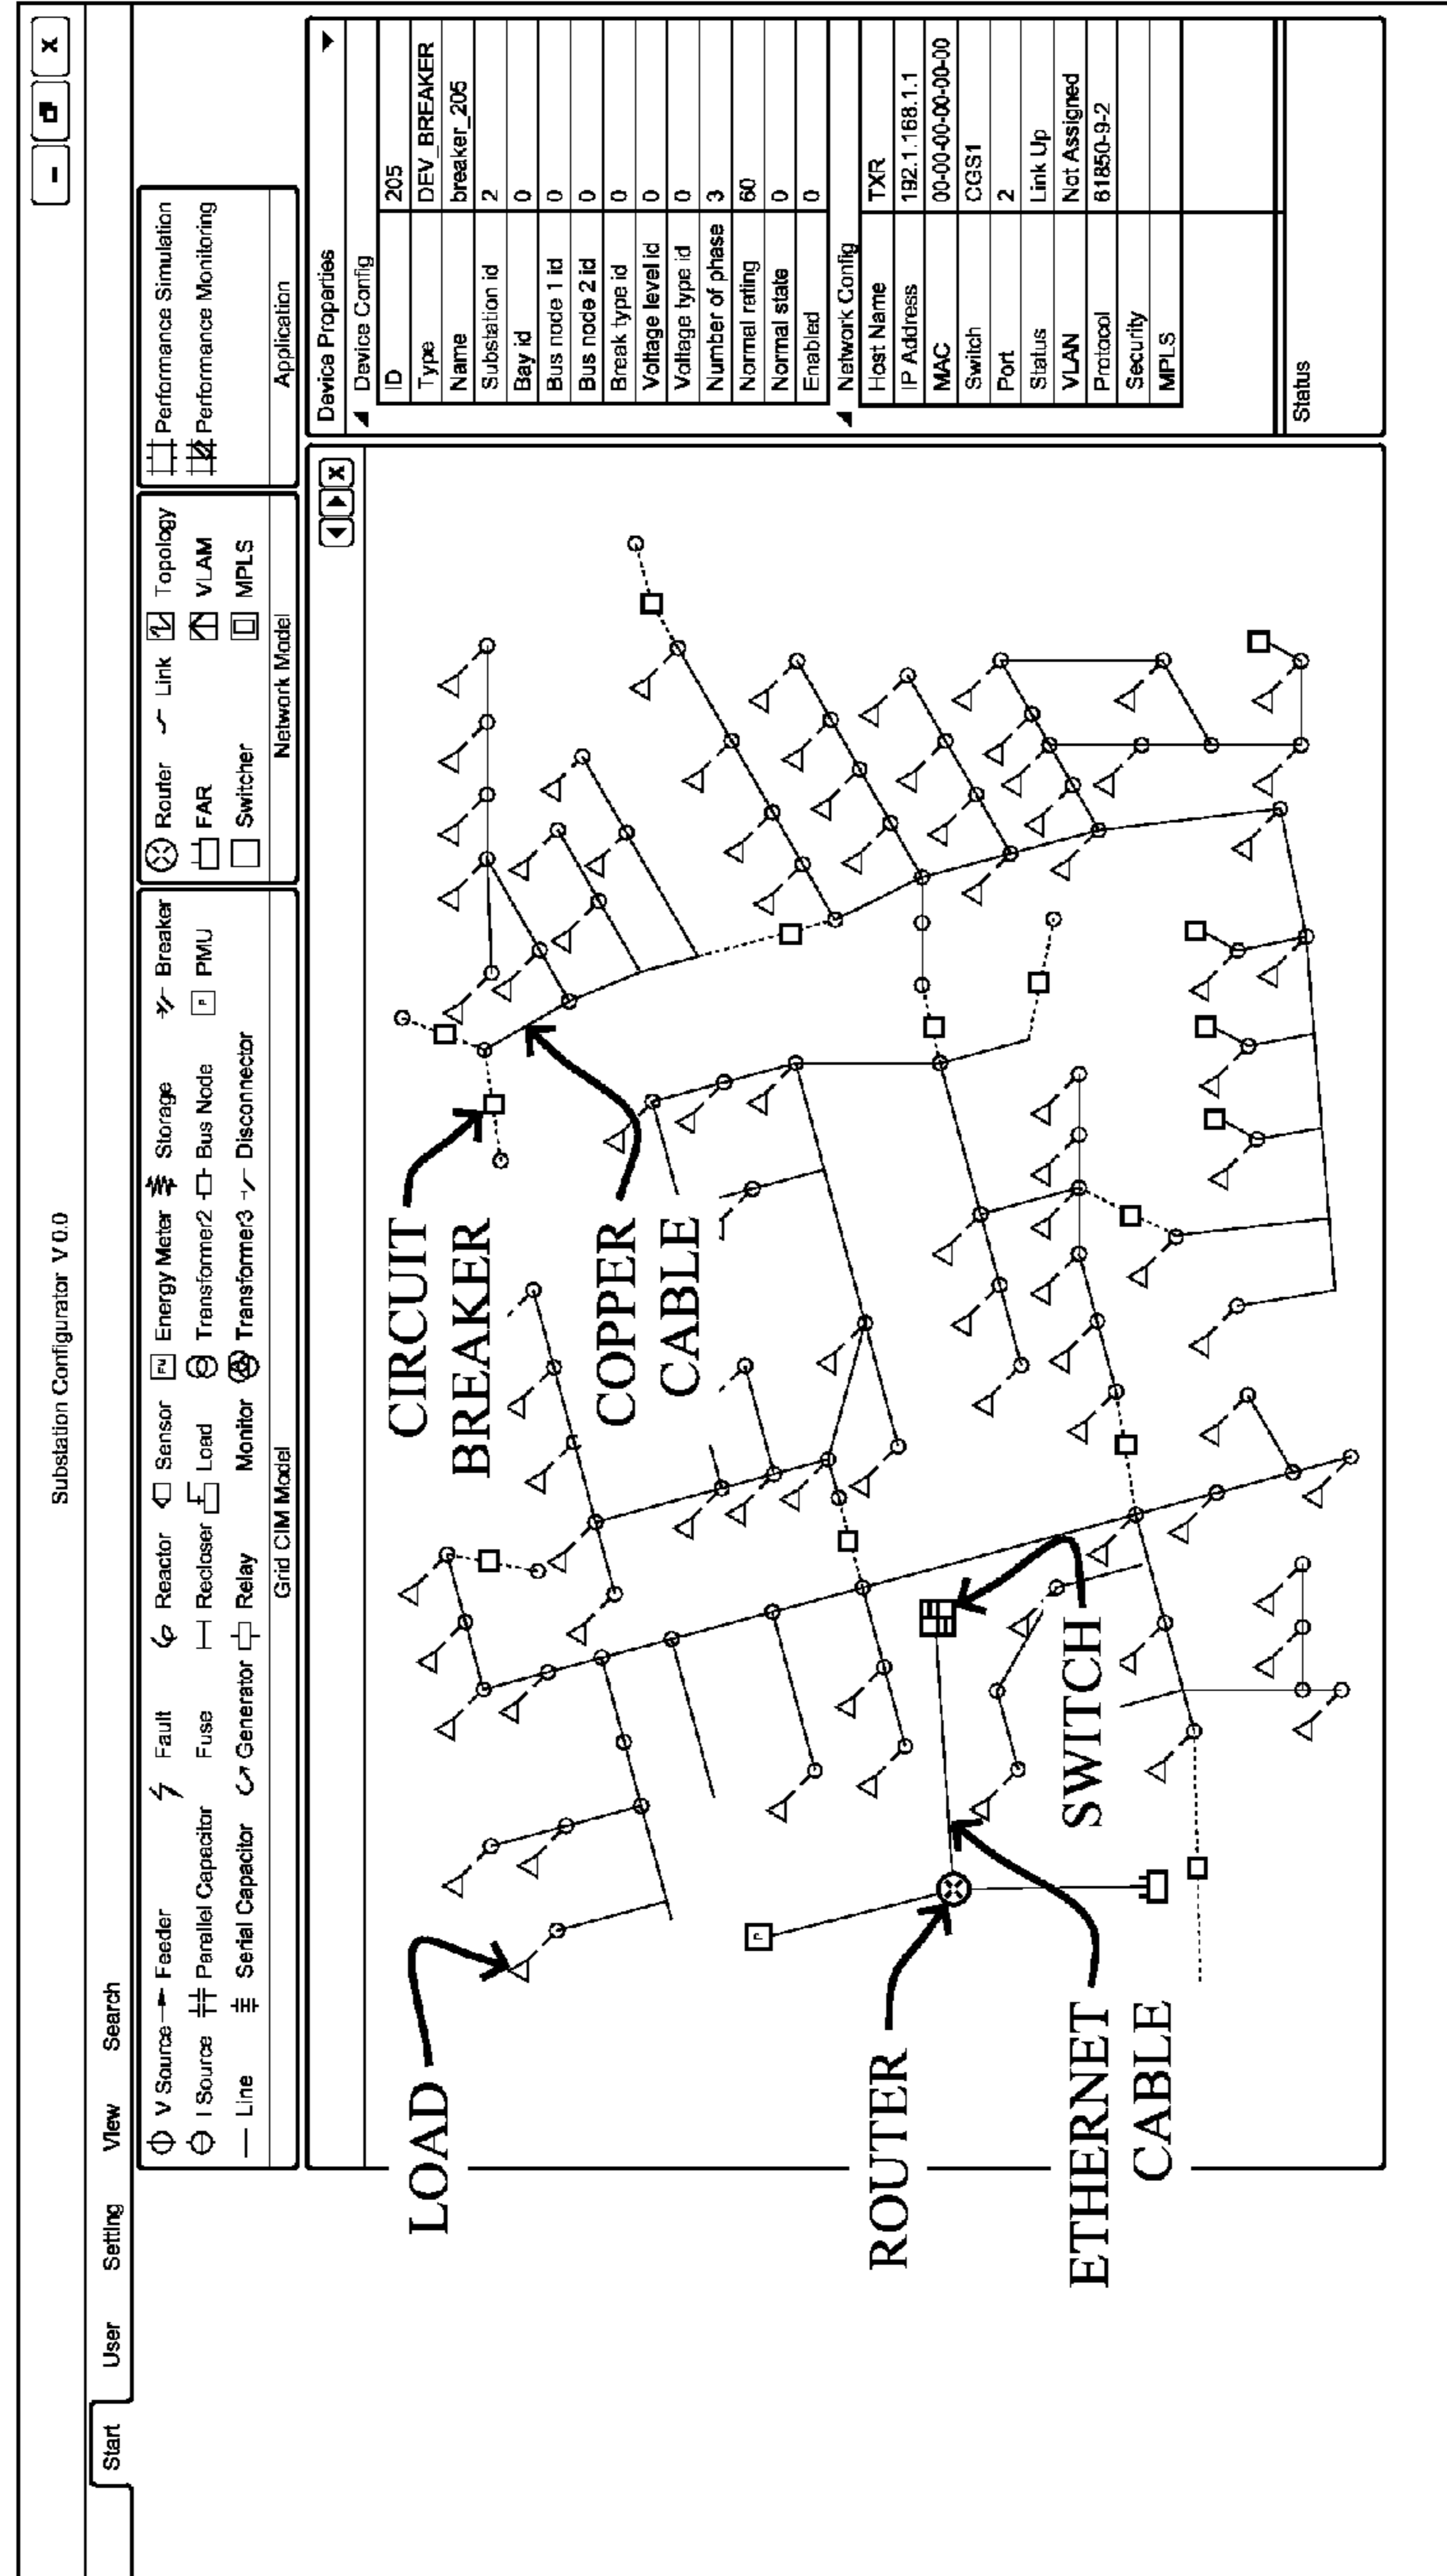 Substation Configurator V 0.0
Start User Setting View Search
V Source Feeder Fault Reactor Sensor Energy Meter Storage Breaker
I Source Parallel Capacitor Fuse Recloser Load Transformer2 Bus Node PMU
Line Serial Capacitor Generator Relay Monitor Transformer3 Disconnector
Grid CIM Model
Router Link Topology
FAR VLAM
Switcher MPLS
Network Model
Performance Simulation
Performance Monitoring
Application
LOAD
CIRCUIT
BREAKER
COPPER
CABLE
ROUTER
SWITCH
ETHERNET
CABLE
Device Properties
Device Config
ID 205
Type DEV_BREAKER
Name breaker_205
Substation id 2
Bay id 0
Bus node 1 id 0
Bus node 2 id 0
Break type id 0
Voltage level id 0
Voltage type id 0
Number of phase 3
Normal rating 60
Normal state 0
Enabled 0
Network Config
Host Name TXR
IP Address 192.1.168.1.1
MAC 00-00-00-00-00-00
Switch CGS1
Port 2
Status Link Up
VLAN Not Assigned
Protocol 61850-9-2
Security
MPLS
Status